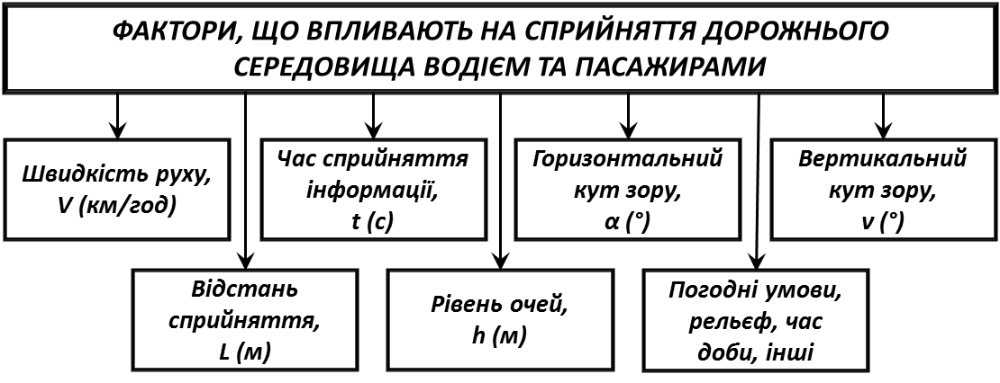 ФАКТОРИ, ЩО ВПЛИВАЮТЬ НА СПРИЙНЯТТЯ ДОРОЖНЬОГО
СЕРЕДОВИЩА ВОДІЄМ ТА ПАСАЖИРАМИ
Швидкість руху,
V (км/год)
Час сприйняття
інформації,
t (с)
Горизонтальний
кут зору,
α (°)
Вертикальний
кут зору,
ν (°)
Відстань
сприйняття,
L (м)
Рівень очей,
h (м)
Погодні умови,
рельєф, час
доби, інші